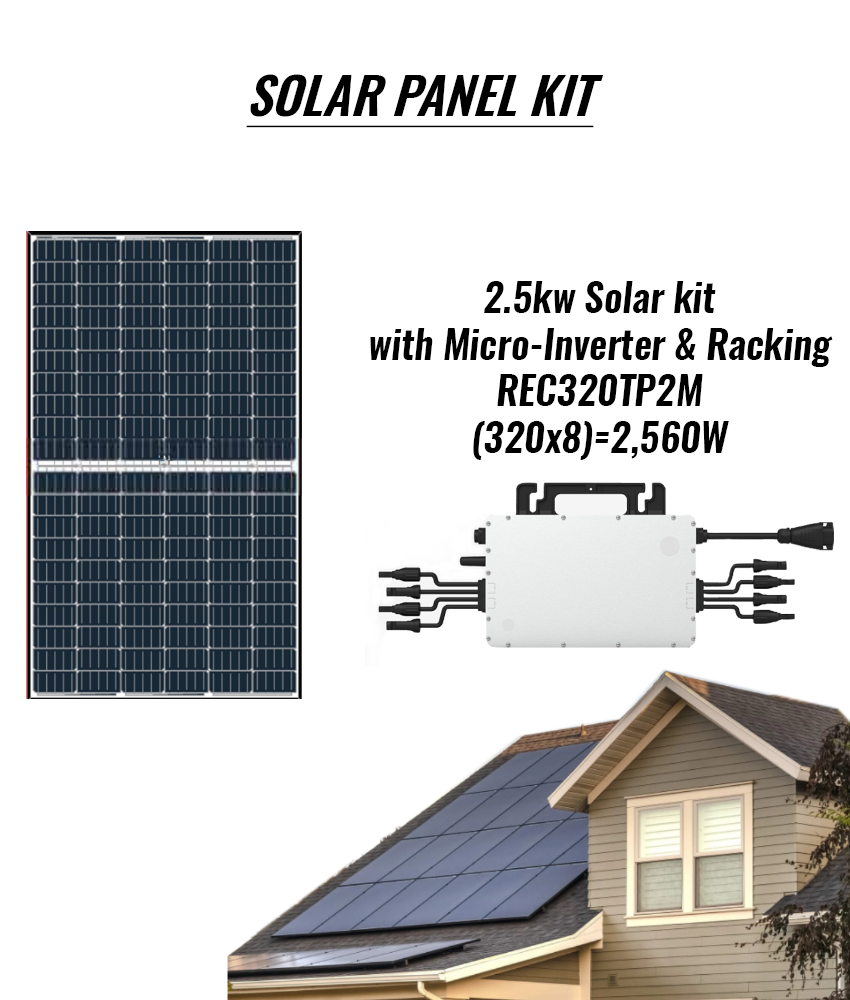 SOLAR PANEL KIT
2.5kw Solar kit
with Micro-Inverter & Racking
REC320TP2M
(320x8)=2,560W